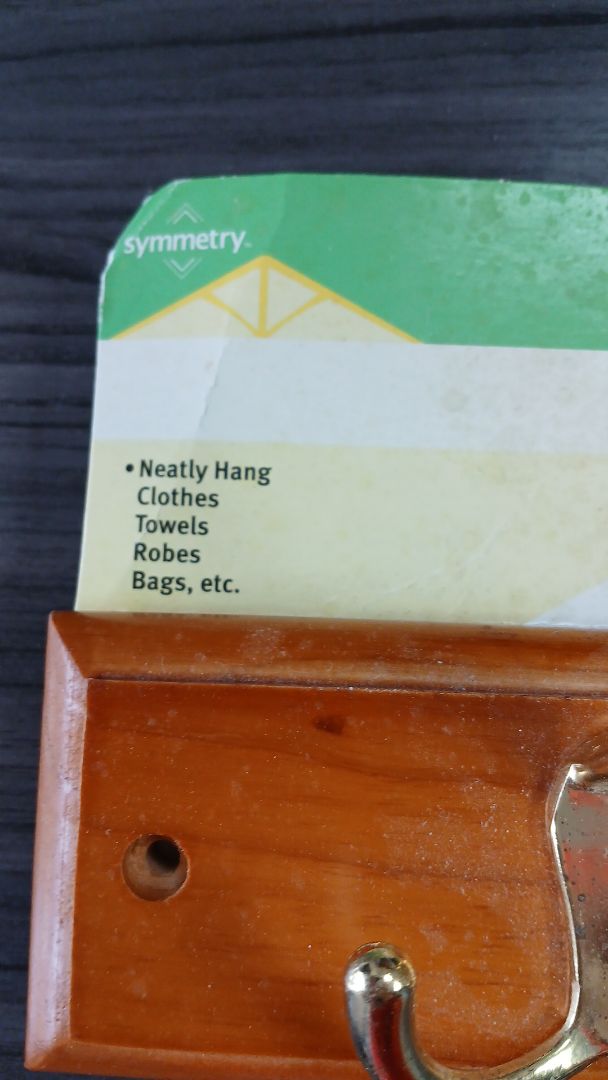 symmetry
• Neatly Hang
Clothes
Towels
Robes
Bags, etc.